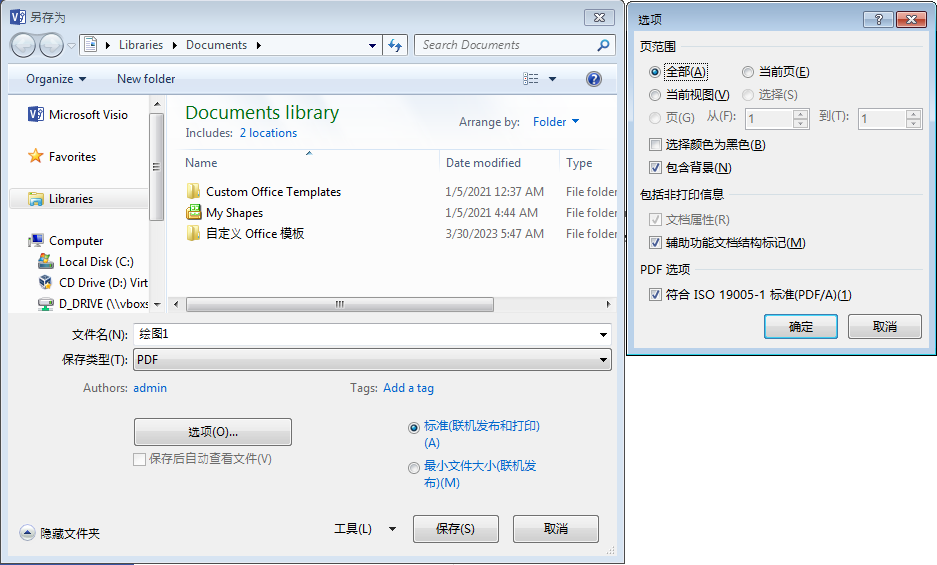 另存为
Libraries
Documents
Search Documents
Organize
New folder
Microsoft Visio
Favorites
Libraries
Computer
Local Disk (C:)
CD Drive (D:) Virt
D_DRIVE (\\vboxs
Documents library
Includes: 2 locations
Arrange by: Folder
Name Date modified Type
Custom Office Templates 1/5/2021 12:37 AM File folder
My Shapes 1/5/2021 4:44 AM File folder
自定义 Office 模板 3/30/2023 5:47 AM File folder
文件名(N): 绘图1
保存类型(T): PDF
Authors: admin
Tags: Add a tag
选项(O)...
保存后自动查看文件(V)
标准(联机发布和打印)
(A)
最小文件大小(联机发
布)(M)
隐藏文件夹
工具(L)
保存(S)
取消
选项
页范围
全部(A)
当前页(E)
当前视图(V)
选择(S)
页(G) 从(F): 1 到(T): 1
选择颜色为黑色(B)
包含背景(N)
包括非打印信息
文档属性(R)
辅助功能文档结构标记(M)
PDF 选项
符合 ISO 19005-1 标准(PDF/A)(1)
确定
取消